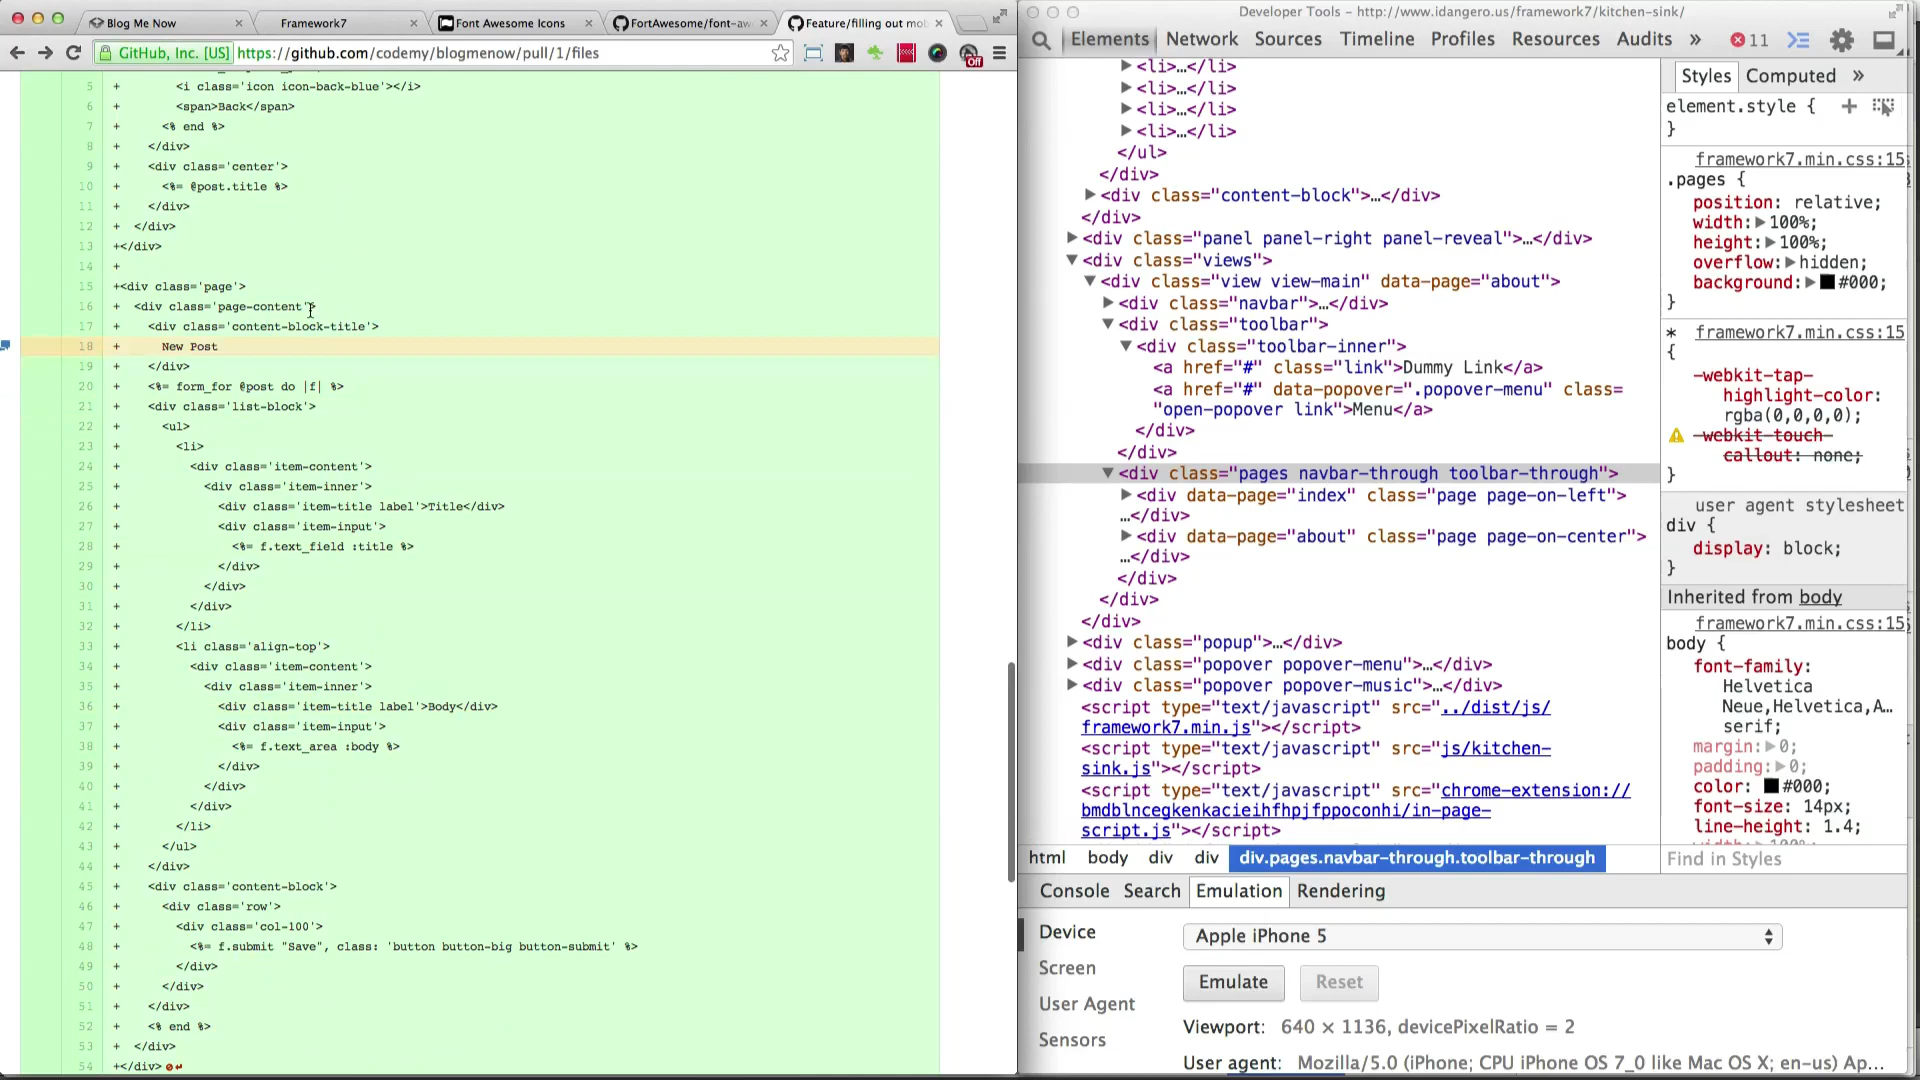 Blog Me Now
Framework7
Font Awesome Icons
FortAwesome/font-aw
Feature/filling out mob
GitHub, Inc. [US] https://github.com/codemy/blogmenow/pull/1/files
Off
5 + <i class='icon icon-back-blue'></i>
6 + <span>Back</span>
7 + <% end %>
8 + </div>
9 + <div class='center'>
10 + <%= @post.title %>
11 + </div>
12 + </div>
13 +</div>
14 +
15 +<div class='page'>
16 + <div class='page-content'>
17 + <div class='content-block-title'>
18 + New Post
19 + </div>
20 + <%= form_for @post do |f| %>
21 + <div class='list-block'>
22 + <ul>
23 + <li>
24 + <div class='item-content'>
25 + <div class='item-inner'>
26 + <div class='item-title label'>Title</div>
27 + <div class='item-input'>
28 + <%= f.text_field :title %>
29 + </div>
30 + </div>
31 + </div>
32 + </li>
33 + <li class='align-top'>
34 + <div class='item-content'>
35 + <div class='item-inner'>
36 + <div class='item-title label'>Body</div>
37 + <div class='item-input'>
38 + <%= f.text_area :body %>
39 + </div>
40 + </div>
41 + </div>
42 + </li>
43 + </ul>
44 + </div>
45 + <div class='content-block'>
46 + <div class='row'>
47 + <div class='col-100'>
48 + <%= f.submit "Save", class: 'button button-big button-submit' %>
49 + </div>
50 + </div>
51 + </div>
52 + <% end %>
53 + </div>
54 +</div>
Developer Tools - http://www.idangero.us/framework7/kitchen-sink/
Elements Network Sources Timeline Profiles Resources Audits » 11
<li>…</li>
<li>…</li>
<li>…</li>
<li>…</li>
</ul>
</div>
<div class="content-block">…</div>
</div>
<div class="panel panel-right panel-reveal">…</div>
<div class="views">
<div class="view view-main" data-page="about">
<div class="navbar">…</div>
<div class="toolbar">
<div class="toolbar-inner">
<a href="#" class="link">Dummy Link</a>
<a href="#" data-popover=".popover-menu" class=
"open-popover link">Menu</a>
</div>
</div>
<div class="pages navbar-through toolbar-through">
<div data-page="index" class="page page-on-left">
…</div>
<div data-page="about" class="page page-on-center">
…</div>
</div>
</div>
</div>
<div class="popup">…</div>
<div class="popover popover-menu">…</div>
<div class="popover popover-music">…</div>
<script type="text/javascript" src="../dist/js/
framework7.min.js"></script>
<script type="text/javascript" src="js/kitchen-
sink.js"></script>
<script type="text/javascript" src="chrome-extension://
bmdblncegkenkacieihfhpjfppoconhi/in-page-
script.js"></script>
html body div div div.pages.navbar-through.toolbar-through
Styles Computed »
element.style {
}
framework7.min.css:15
.pages {
position: relative;
width: 100%;
height: 100%;
overflow: hidden;
background: #000;
}
* framework7.min.css:15
{
-webkit-tap-
highlight-color:
rgba(0,0,0,0);
-webkit-touch-
callout: none;
}
user agent stylesheet
div {
display: block;
}
Inherited from body
framework7.min.css:15
body {
font-family:
Helvetica
Neue,Helvetica,A…
serif;
margin: 0;
padding: 0;
color: #000;
font-size: 14px;
line-height: 1.4;
Find in Styles
Console Search Emulation Rendering
Device
Screen
User Agent
Sensors
Apple iPhone 5
Emulate Reset
Viewport: 640 × 1136, devicePixelRatio = 2
User agent: Mozilla/5.0 (iPhone; CPU iPhone OS 7_0 like Mac OS X; en-us) Ap…